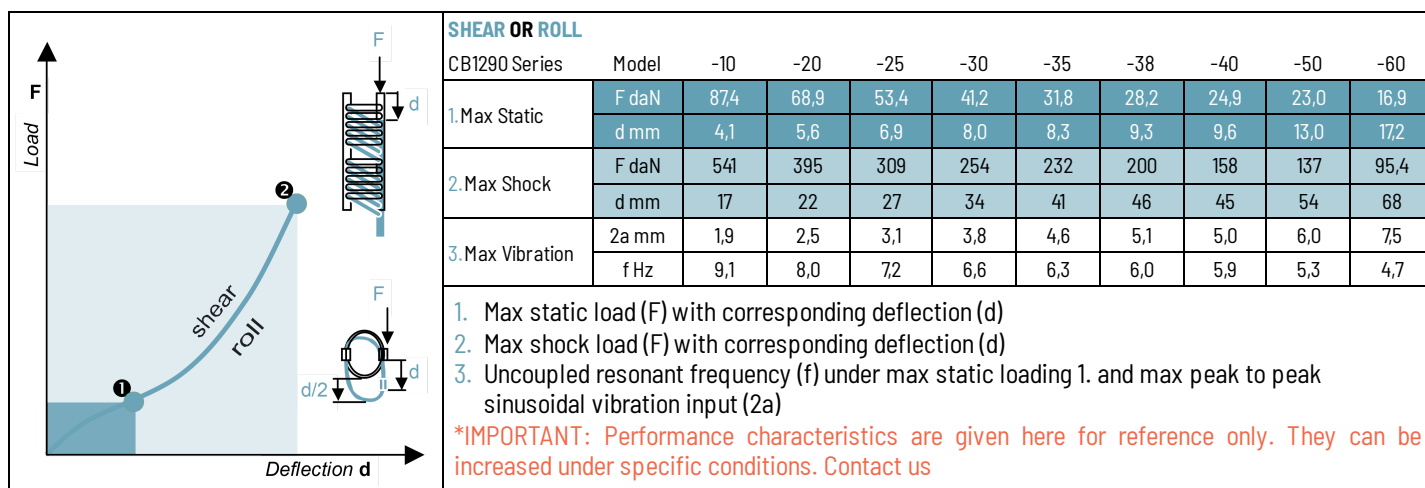 F
Load
❷
❶
shear
roll
Deflection d
F
d
F
d
d/2
SHEAR OR ROLL
CB1290 Series Model -10 -20 -25 -30 -35 -38 -40 -50 -60
1. Max Static F daN 87,4 68,9 53,4 41,2 31,8 28,2 24,9 23,0 16,9
d mm 4,1 5,6 6,9 8,0 8,3 9,3 9,6 13,0 17,2
2. Max Shock F daN 541 395 309 254 232 200 158 137 95,4
d mm 17 22 27 34 41 46 45 54 68
3. Max Vibration 2a mm 1,9 2,5 3,1 3,8 4,6 5,1 5,0 6,0 7,5
f Hz 9,1 8,0 7,2 6,6 6,3 6,0 5,9 5,3 4,7
1. Max static load (F) with corresponding deflection (d)
2. Max shock load (F) with corresponding deflection (d)
3. Uncoupled resonant frequency (f) under max static loading 1. and max peak to peak
sinusoidal vibration input (2a)
*IMPORTANT: Performance characteristics are given here for reference only. They can be
increased under specific conditions. Contact us